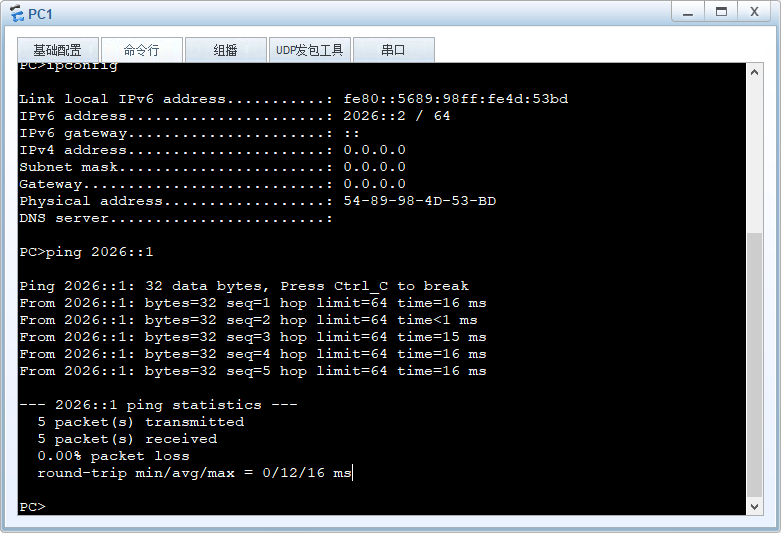 PC1
基础配置
命令行
组播
UDP发包工具
串口
PC>ipconfig
Link local IPv6 address...........: fe80::5689:98ff:fe4d:53bd
IPv6 address......................: 2026::2 / 64
IPv6 gateway......................: ::
IPv4 address......................: 0.0.0.0
Subnet mask.......................: 0.0.0.0
Gateway...........................: 0.0.0.0
Physical address..................: 54-89-98-4D-53-BD
DNS server........................:
PC>ping 2026::1
Ping 2026::1: 32 data bytes, Press Ctrl_C to break
From 2026::1: bytes=32 seq=1 hop limit=64 time=16 ms
From 2026::1: bytes=32 seq=2 hop limit=64 time<1 ms
From 2026::1: bytes=32 seq=3 hop limit=64 time=15 ms
From 2026::1: bytes=32 seq=4 hop limit=64 time=16 ms
From 2026::1: bytes=32 seq=5 hop limit=64 time=16 ms
--- 2026::1 ping statistics ---
5 packet(s) transmitted
5 packet(s) received
0.00% packet loss
round-trip min/avg/max = 0/12/16 ms
PC>